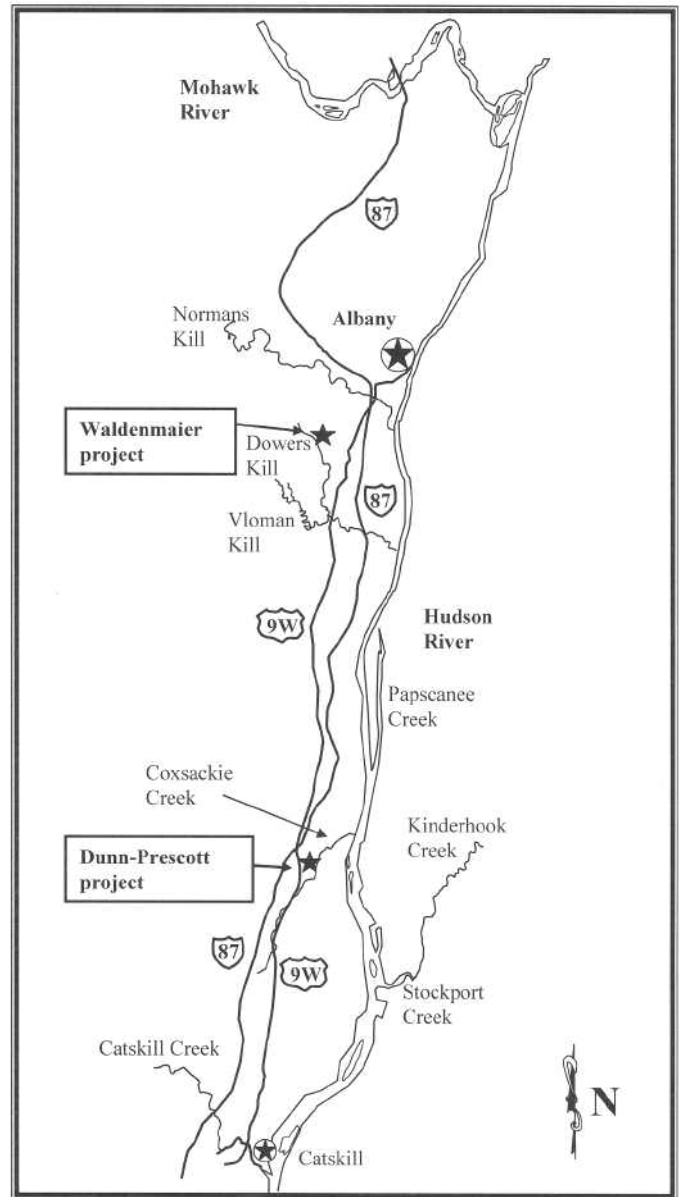 Mohawk
River
87
Normans
Kill
Albany
Waldenmaier
project
Dowers
Kill
87
Vloman
Kill
9W
Hudson
River
Papscanee
Creek
Coxsackie
Creek
Kinderhook
Creek
Dunn-Prescott
project
87
9W
Stockport
Creek
Catskill Creek
N
Catskill